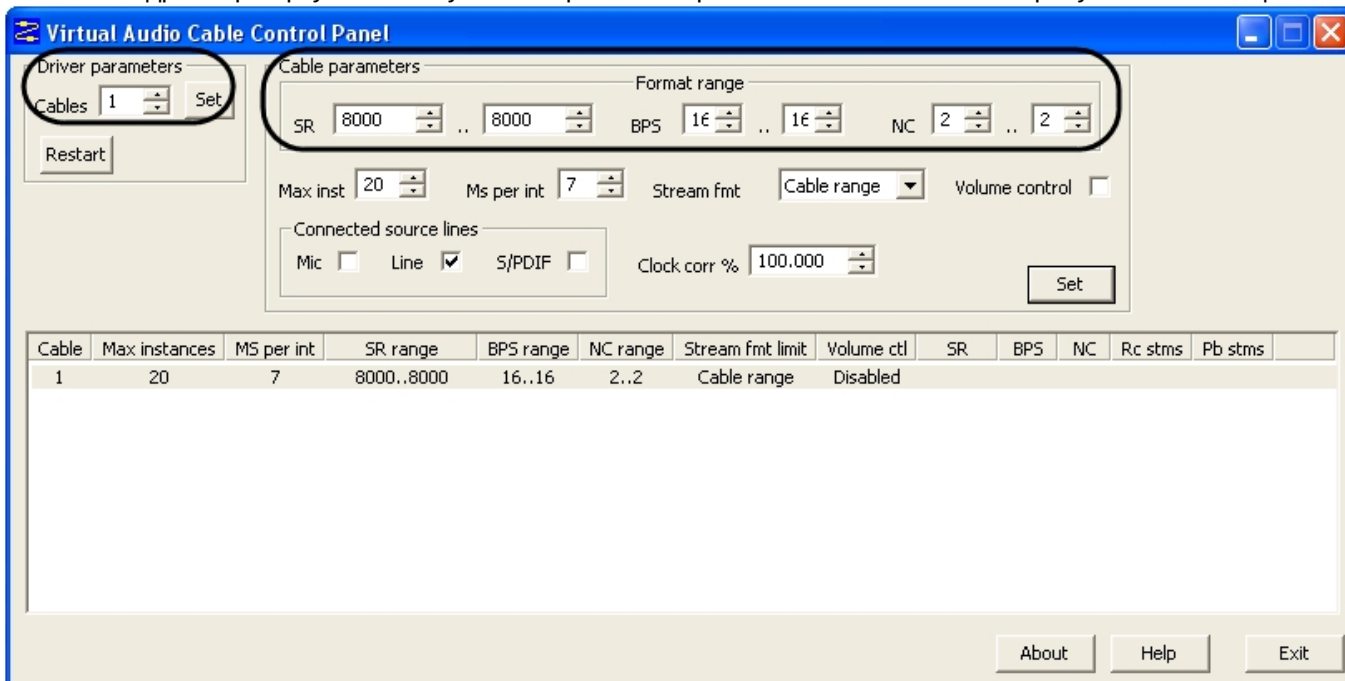 Virtual Audio Cable Control Panel
Driver parameters
Cables 1 Set
Restart
Cable parameters
Format range
SR 8000 .. 8000 BPS 16 .. 16 NC 2 .. 2
Max inst 20 Ms per int 7 Stream fmt Cable range Volume control
Connected source lines
Mic Line S/PDIF Clock corr % 100.000
Set
Cable Max instances MS per int SR range BPS range NC range Stream fmt limit Volume ctl SR BPS NC Rc stms Pb stms
1 20 7 8000..8000 16..16 2..2 Cable range Disabled
About Help Exit